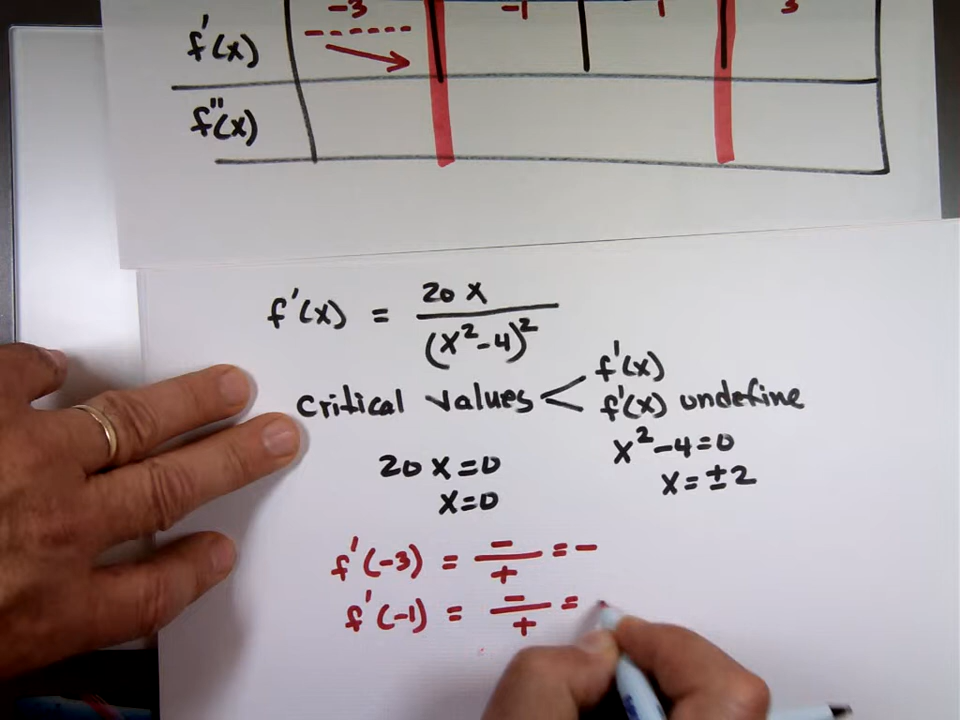 -3 -1 1 3
f'(x)
f''(x)
f'(x) = 20x / (x²-4)²
critical values < f'(x)
f'(x) undefine
20x=0
x=0
x²-4=0
x=±2
f'(-3) = -/+ = -
f'(-1) = -/+ =